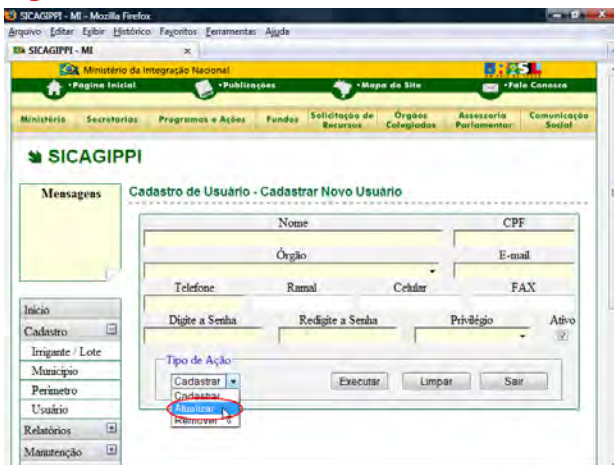 SICAGIPPI - MI - Mozilla Firefox
Arquivo Editar Exibir Histórico Favoritos Ferramentas Ajuda
SICAGIPPI - MI ×
Ministério da Integração Nacional BRASIL
Pagina Inicial Publicações Mapa do Site Fale Conosco
Ministério Secretarias Programas e Ações Fundos Solicitação de Recursos Órgãos Colegiados Assessoria Parlamentar Comunicação Social
SICAGIPPI
Mensagens
Cadastro de Usuário - Cadastrar Novo Usuário
Nome CPF
Órgão E-mail
Telefone Ramal Celular FAX
Digite a Senha Redigite a Senha Privilégio Ativo
Tipo de Ação
Cadastrar Executar Limpar Sair
Cadastrar
Atualizar
Remover
Início
Cadastro
Irrigante / Lote
Município
Perímetro
Usuário
Relatórios
Manutenção